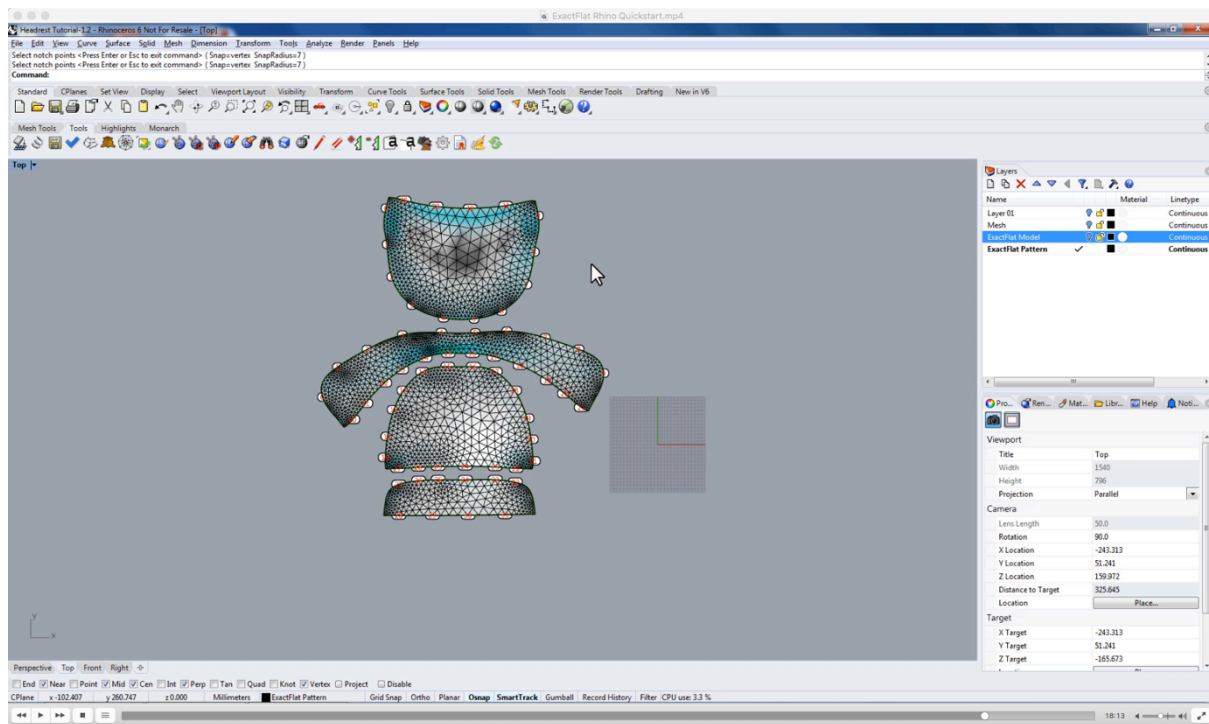 ExactFlat Rhino Quickstart.mp4
Headrest Tutorial-1.2 - Rhinoceros 6 Not For Resale - [Top]
File Edit View Curve Surface Solid Mesh Dimension Transform Tools Analyze Render Panels Help
Select notch points <Press Enter or Esc to exit command> ( Snap=vertex SnapRadius=7 )
Select notch points <Press Enter or Esc to exit command> ( Snap=vertex SnapRadius=7 )
Command:
Standard CPlanes Set View Display Select Viewport Layout Visibility Transform Curve Tools Surface Tools Solid Tools Mesh Tools Render Tools Drafting New in V6
Mesh Tools Tools Highlights Monarch
Top
Layers
Name Material Linetype
Layer 01 Continuous
Mesh Continuous
ExactFlat Model Continuous
ExactFlat Pattern Continuous
Pro... Ren... Mat... Libr... Help Noti...
Viewport
Title Top
Width 1540
Height 796
Projection Parallel
Camera
Lens Length 50.0
Rotation 90.0
X Location -243.313
Y Location 51.241
Z Location 159.972
Distance to Target 325.645
Location Place...
Target
X Target -243.313
Y Target 51.241
Z Target -165.673
y
x
Perspective Top Front Right
End Near Point Mid Cen Int Perp Tan Quad Knot Vertex Project Disable
CPlane x -102.407 y 260.747 z 0.000 Millimeters ExactFlat Pattern Grid Snap Ortho Planar Osnap SmartTrack Gumball Record History Filter CPU use: 3.3 %
18:13